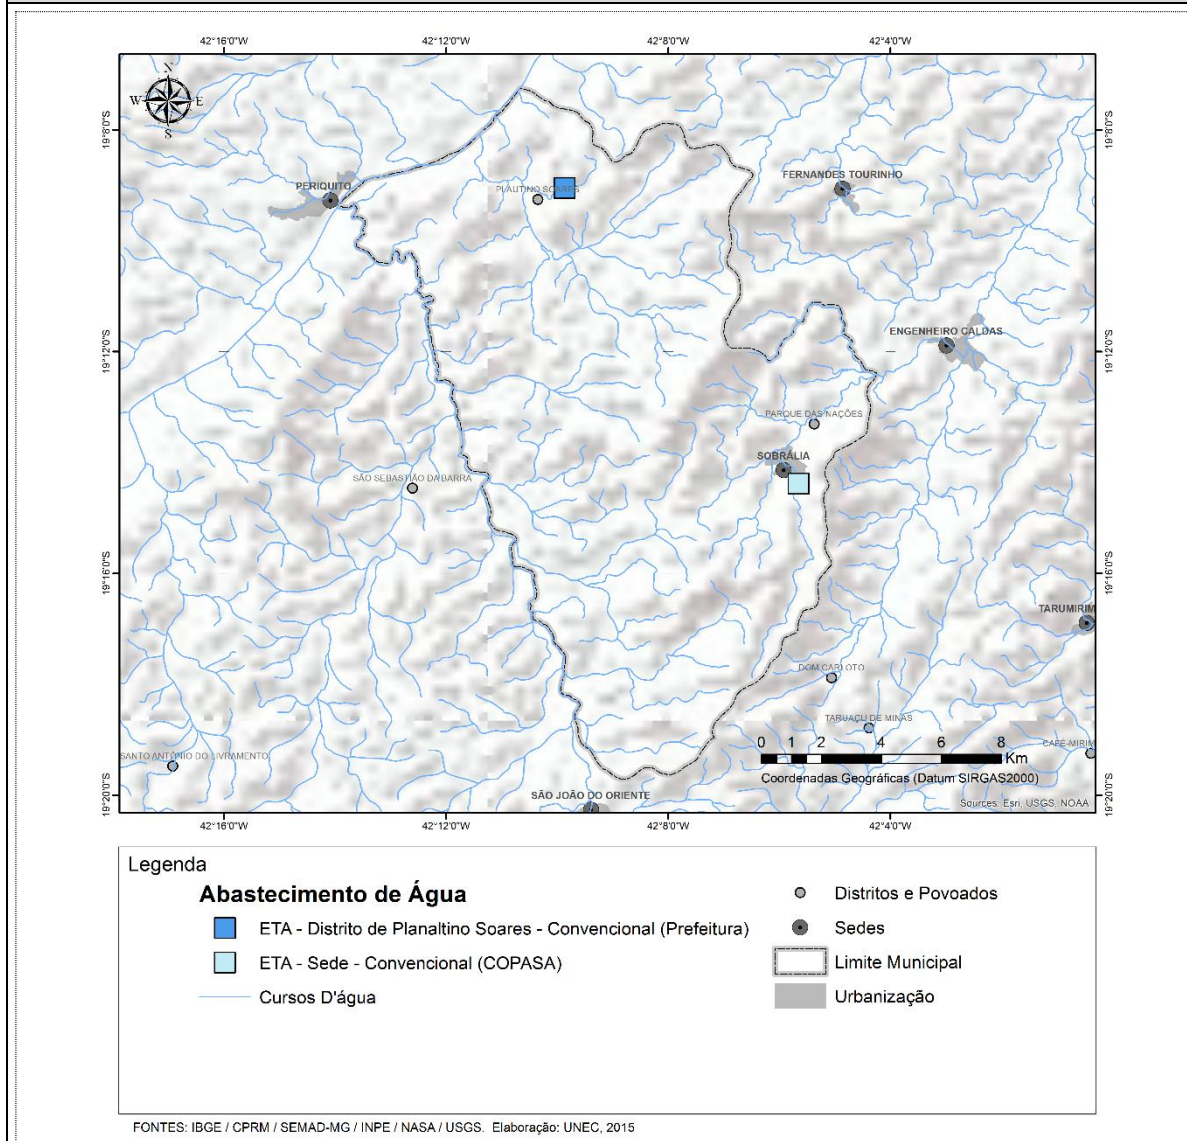 42°16'0"W 42°12'0"W 42°8'0"W 42°4'0"W
N
W E
S
19°8'0"S 19°8'0"S
PERIQUITO
PLAUTINO SOARES
FERNANDES TOURINHO
ENGENHEIRO CALDAS
19°12'0"S 19°12'0"S
PARQUE DAS NAÇÕES
SOBRÁLIA
SÃO SEBASTIÃO DA BARRA
19°16'0"S 19°16'0"S
TARUMIRIM
DOM CARLOTO
TARUAÇU DE MINAS
SANTO ANTÔNIO DO LIVRAMENTO
CAFÉ-MIRIM
0 1 2 4 6 8
Km
Coordenadas Geográficas (Datum SIRGAS2000)
SÃO JOÃO DO ORIENTE
19°20'0"S 19°20'0"S
Sources: Esri, USGS, NOAA
42°16'0"W 42°12'0"W 42°8'0"W 42°4'0"W
Legenda
Abastecimento de Água
ETA - Distrito de Planaltino Soares - Convencional (Prefeitura)
ETA - Sede - Convencional (COPASA)
Cursos D'água
Distritos e Povoados
Sedes
Limite Municipal
Urbanização
FONTES: IBGE / CPRM / SEMAD-MG / INPE / NASA / USGS. Elaboração: UNEC, 2015